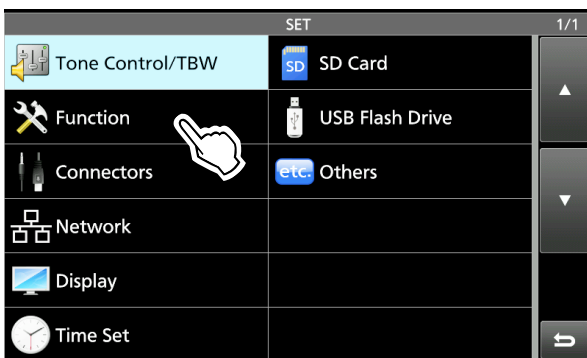 SET 1/1
Tone Control/TBW
SD SD Card
Function
USB Flash Drive
Connectors
etc. Others
Network
Display
Time Set